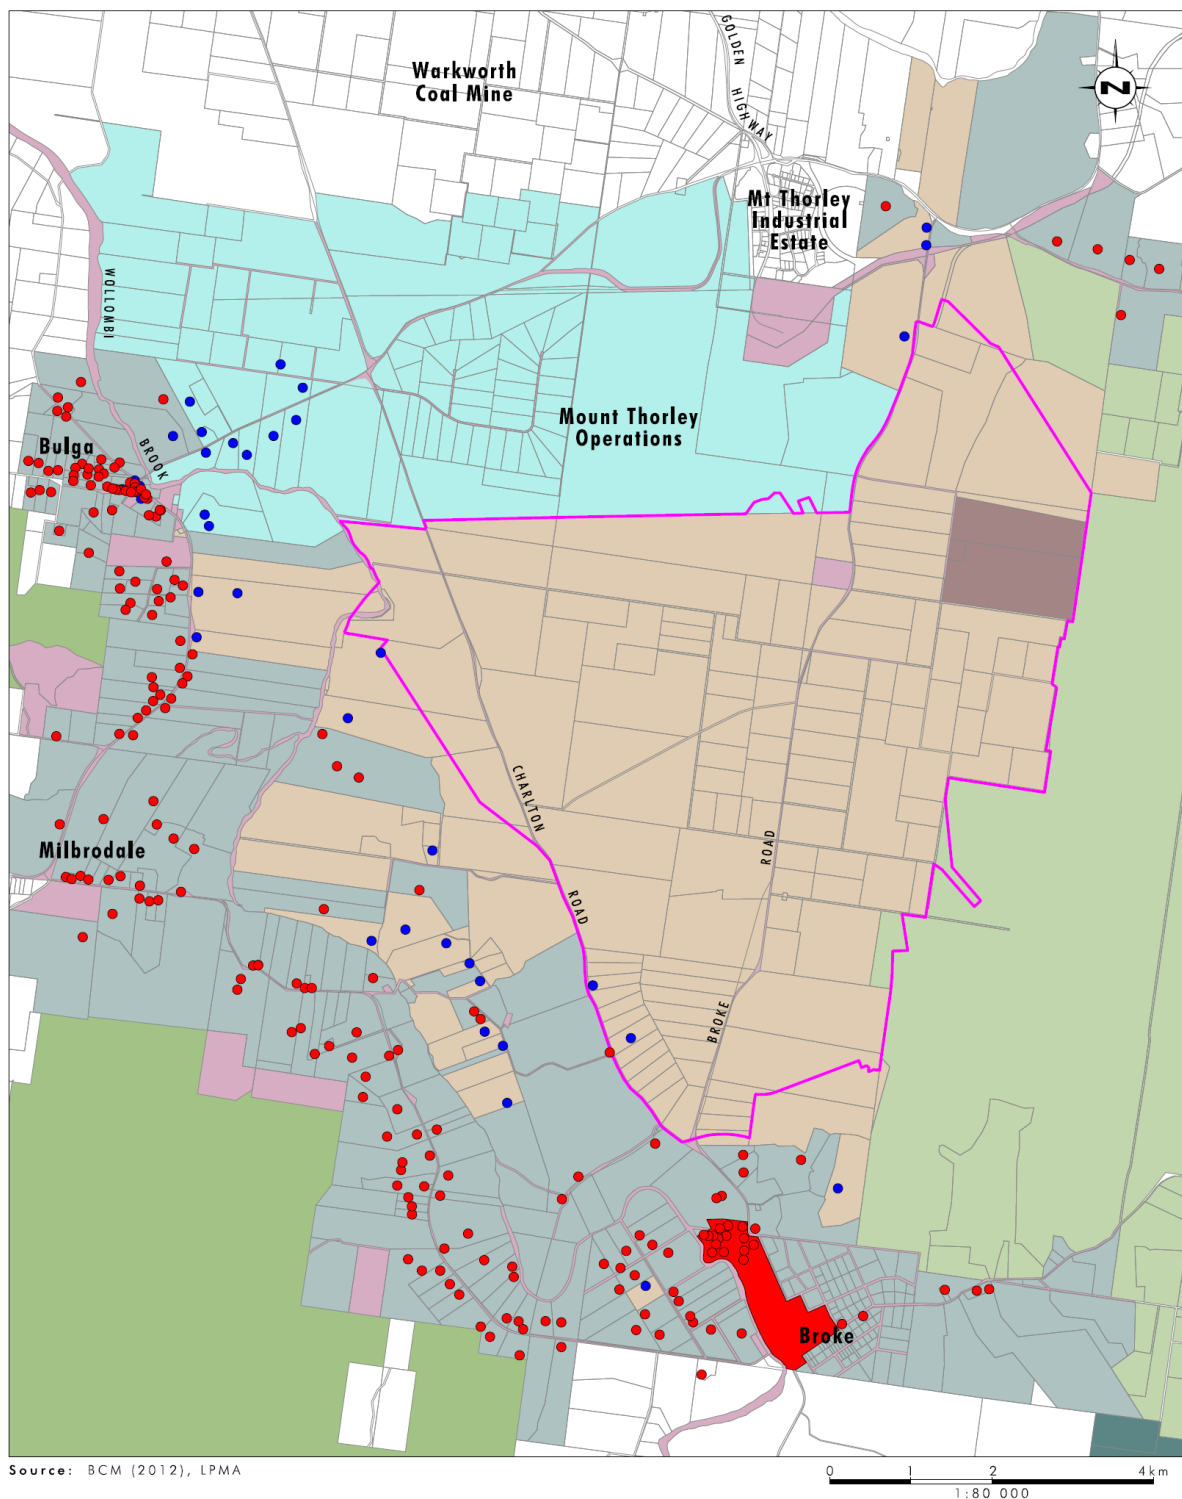 Warkworth
Coal Mine
GOLDEN HIGHWAY
N
Mt Thorley
Industrial
Estate
WOLLOMBI
BROOK
Mount Thorley
Operations
Bulga
CHARLTON
ROAD
Milbrodale
ROAD
BROKE
Broke
Source: BCM (2012), LPMA
0 1 2 4km
1:80 000